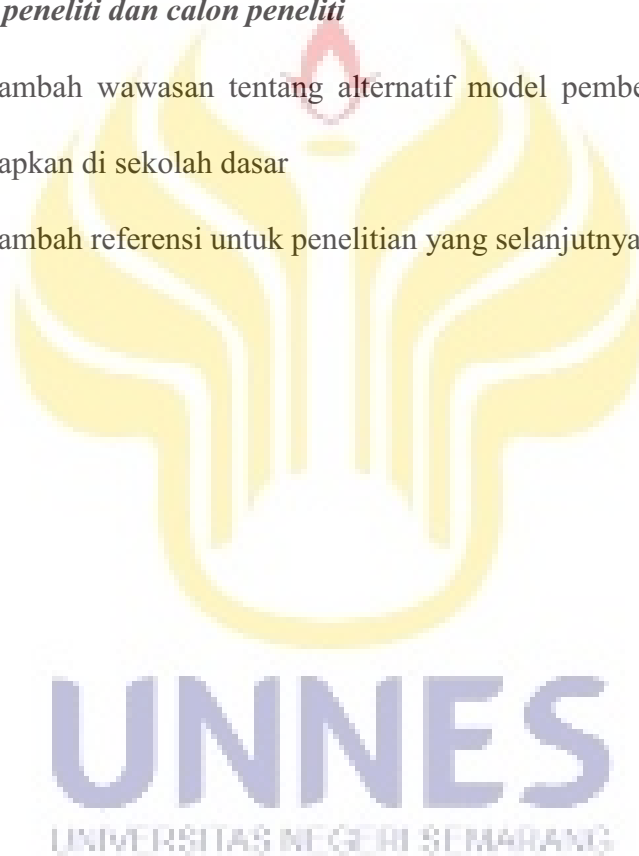 peneliti dan calon peneliti
ambah wawasan tentang alternatif model pembe
apkan di sekolah dasar
ambah referensi untuk penelitian yang selanjutnya
UNNES
UNIVERSITAS NEGERI SEMARANG